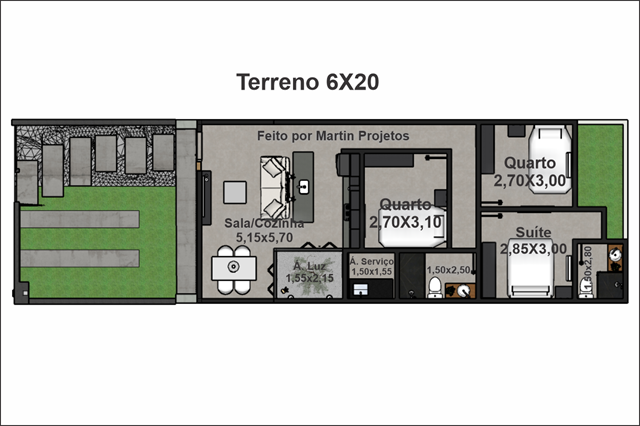 Terreno 6X20
Feito por Martin Projetos
Quarto
2,70X3,00
Quarto
2,70X3,10
Sala/Cozinha
5,15x5,70
Suíte
2,85X3,00
Á. Luz
1,55x2,15
Á. Serviço
1,50x1,55
1,50x2,50
1,50x2,80